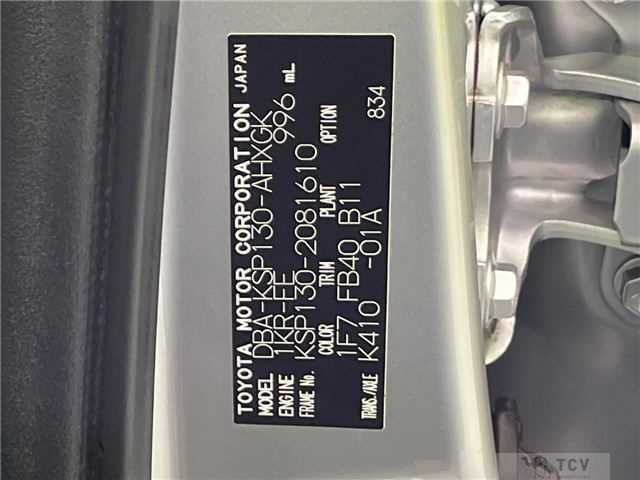 TOYOTA MOTOR CORPORATION JAPAN
MODEL DBA-KSP130-AHXGK
ENGINE 1KR-FE 996 mL
FRAME No. KSP130-2081610
COLOR TRIM PLANT OPTION
1F7 FB40 B11
TRANS./AXLE K410 -01A 834
TCV